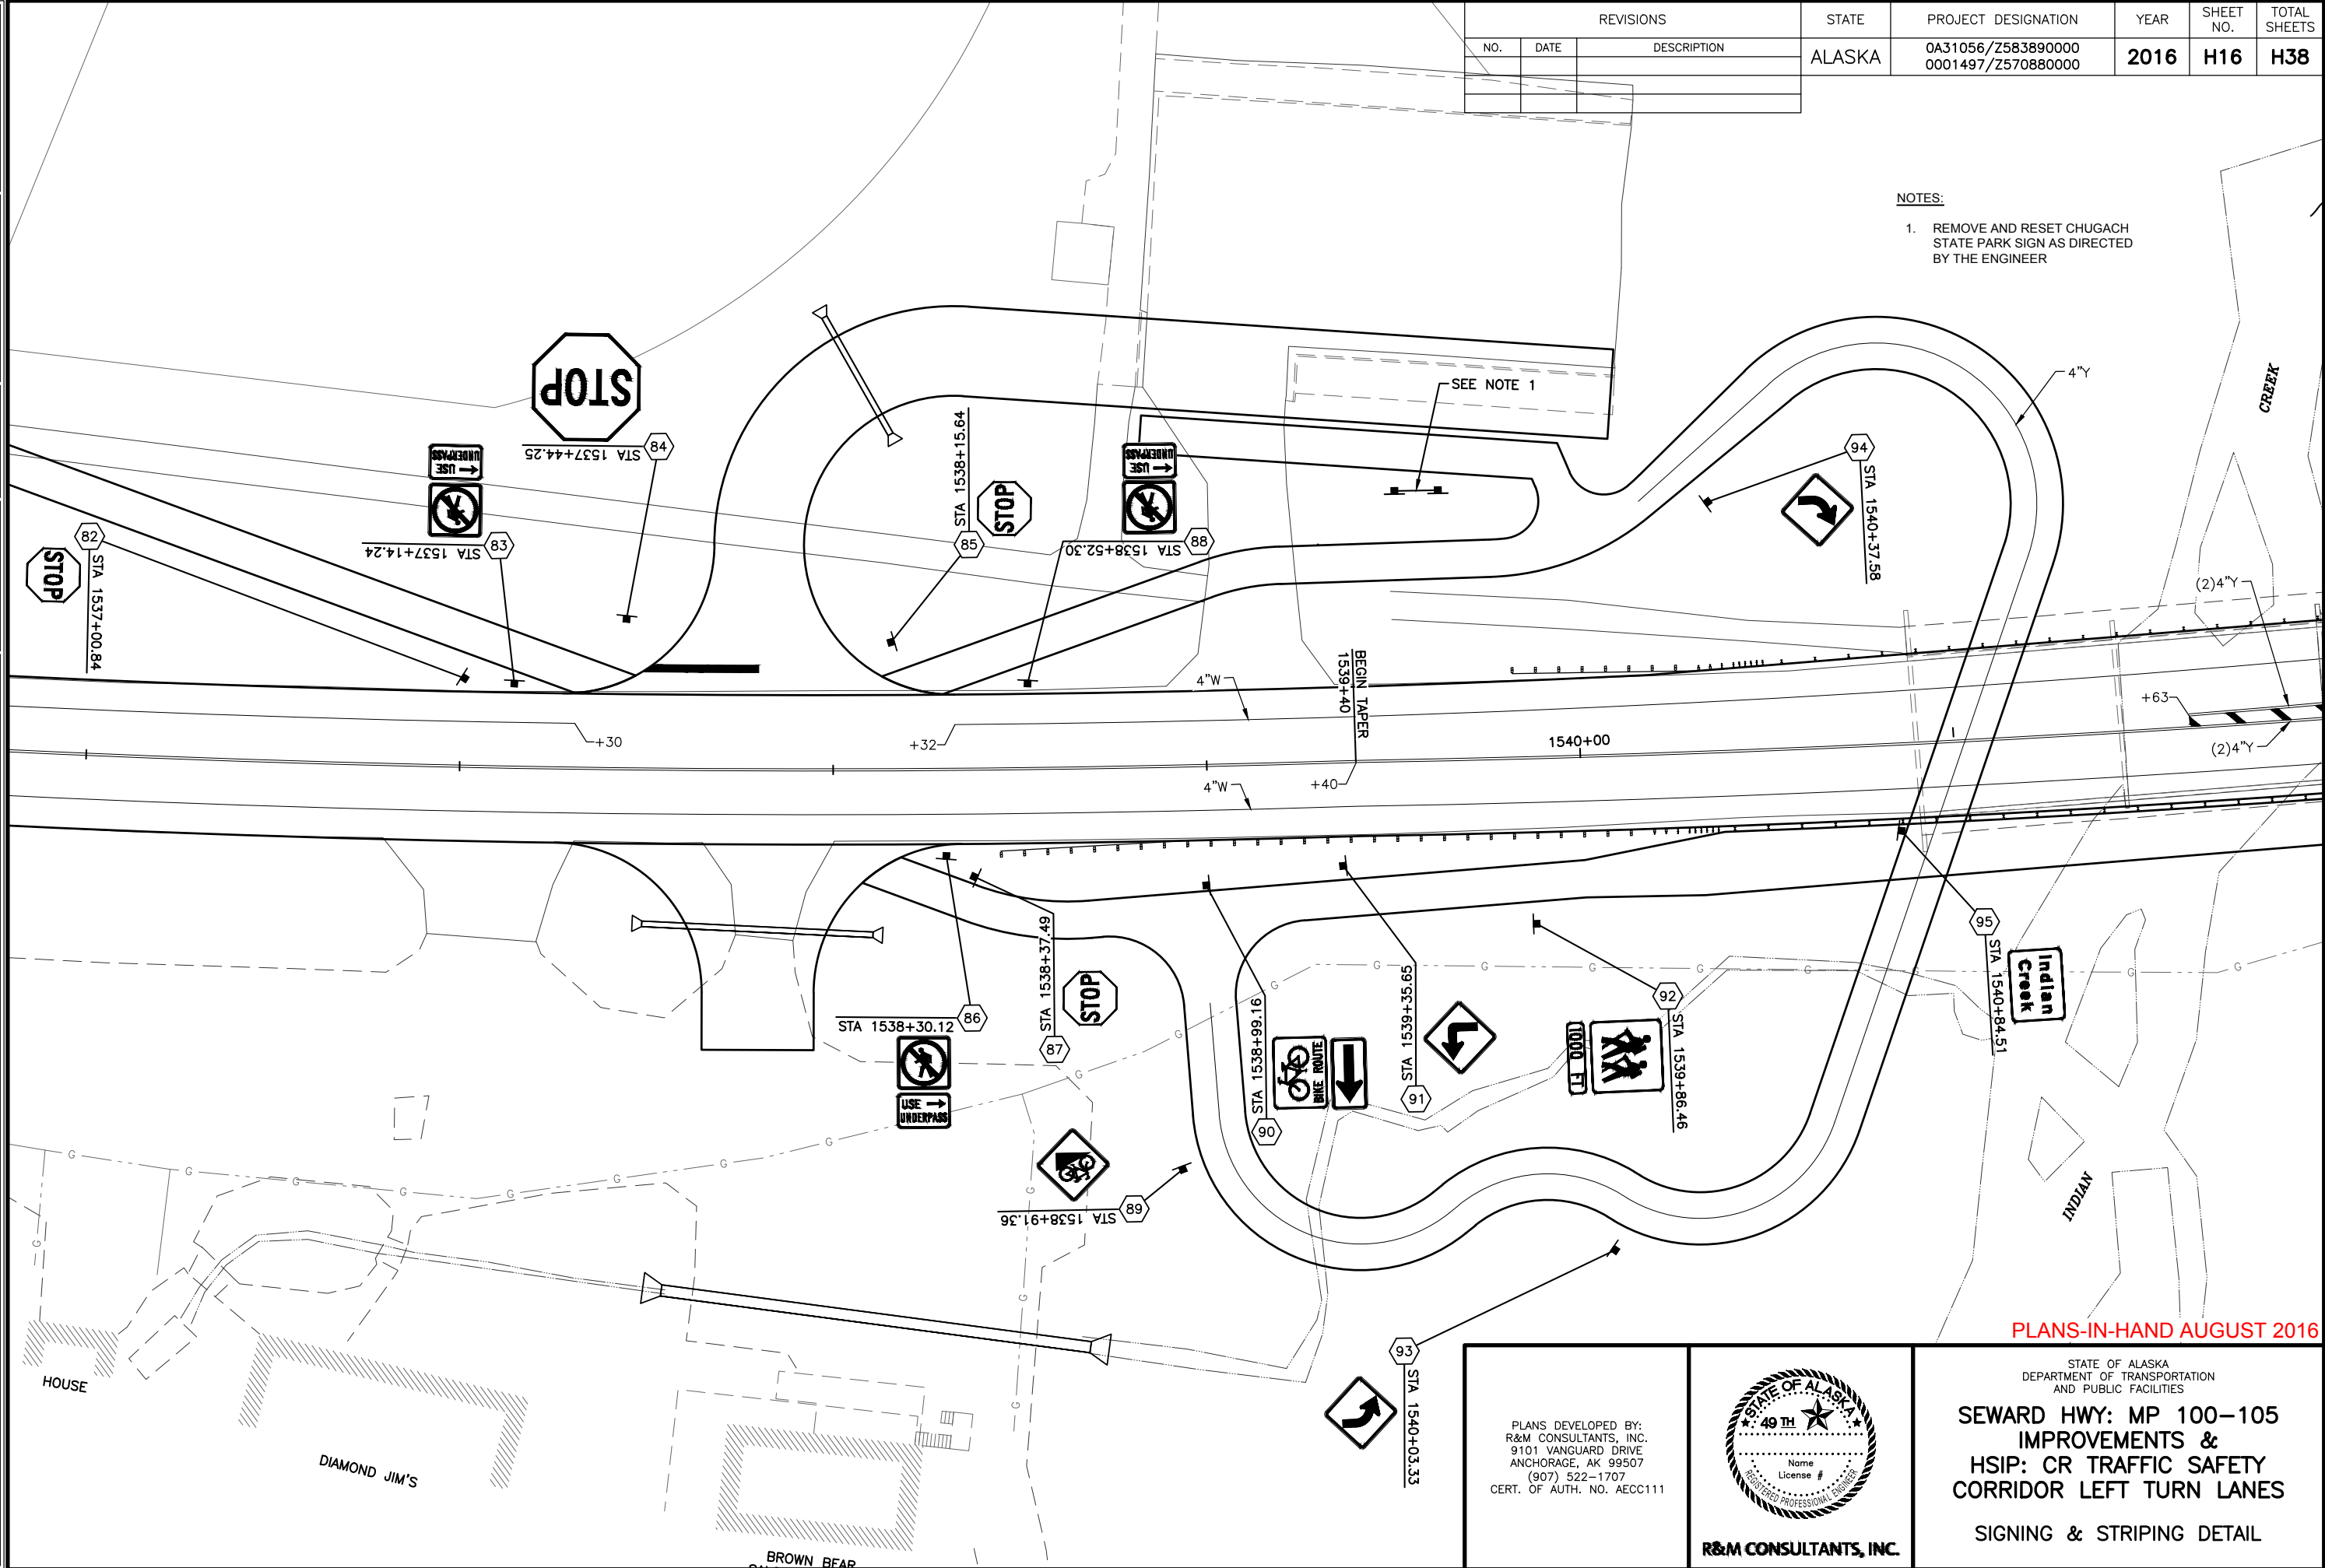 REVISIONS
NO. DATE DESCRIPTION
STATE
ALASKA
PROJECT DESIGNATION
0A31056/Z583890000
0001497/Z570880000
YEAR
2016
SHEET NO.
H16
TOTAL SHEETS
H38
NOTES:
1. REMOVE AND RESET CHUGACH
STATE PARK SIGN AS DIRECTED
BY THE ENGINEER
CREEK
4"Y
SEE NOTE 1
STOP
84
STA 1537+44.25
USE
UNDERPASS
83
STA 1537+14.24
82
STA 1537+00.84
STOP
85
STA 1538+15.64
STOP
USE
UNDERPASS
88
STA 1538+52.30
94
STA 1540+37.58
(2)4"Y
+63
(2)4"Y
4"W
BEGIN TAPER
1539+40
+30
+32
1540+00
+40
4"W
86
STA 1538+30.12
USE
UNDERPASS
87
STA 1538+37.49
STOP
89
STA 1538+91.36
90
STA 1538+99.16
BIKE ROUTE
91
STA 1539+35.65
92
STA 1539+86.46
1000 FT
95
STA 1540+84.51
Indian
Creek
INDIAN
93
STA 1540+03.33
G G G G G G G G G G G G G G G G G G
HOUSE
DIAMOND JIM'S
BROWN BEAR
PLANS-IN-HAND AUGUST 2016
PLANS DEVELOPED BY:
R&M CONSULTANTS, INC.
9101 VANGUARD DRIVE
ANCHORAGE, AK 99507
(907) 522-1707
CERT. OF AUTH. NO. AECC111
STATE OF ALASKA
49 TH
Name
License #
REGISTERED PROFESSIONAL ENGINEER
R&M CONSULTANTS, INC.
STATE OF ALASKA
DEPARTMENT OF TRANSPORTATION
AND PUBLIC FACILITIES
SEWARD HWY: MP 100-105
IMPROVEMENTS &
HSIP: CR TRAFFIC SAFETY
CORRIDOR LEFT TURN LANES
SIGNING & STRIPING DETAIL